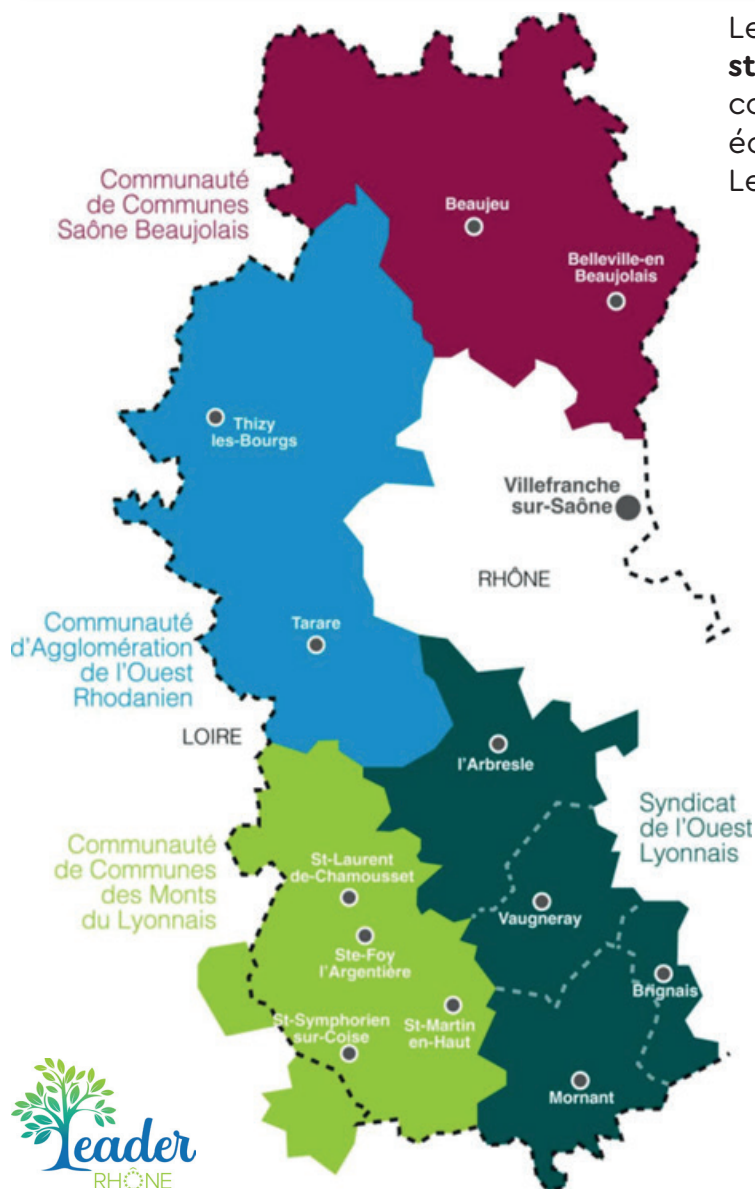 Le
st
co
éc
Le
Communauté
de Communes
Saône Beaujolais
Beaujeu
Belleville-en
Beaujolais
Thizy
les-Bourgs
Villefranche
sur-Saône
RHÔNE
Communauté
d'Agglomération
de l'Ouest
Rhodanien
Tarare
LOIRE
l'Arbresle
Syndicat
de l'Ouest
Lyonnais
Communauté
de Communes
des Monts
du Lyonnais
St-Laurent
de-Chamousset
Vaugneray
Ste-Foy
l'Argentière
Brignais
St-Symphorien
sur-Coise
St-Martin
en-Haut
Mornant
Leader
RHÔNE